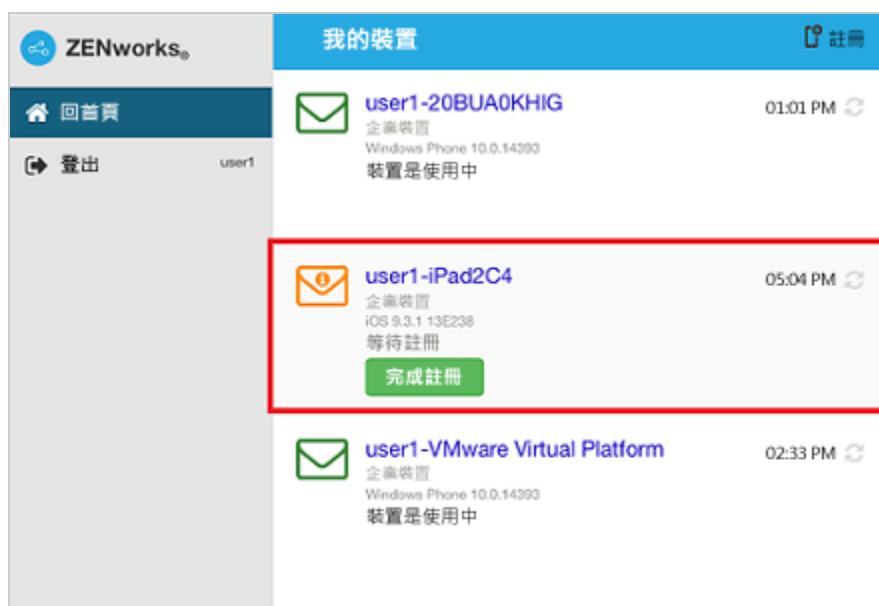 ZENworks®
我的裝置
註冊
回首頁
登出
user1
user1-20BUA0KHIG
01:01 PM
企業裝置
Windows Phone 10.0.14393
裝置是使用中
user1-iPad2C4
05:04 PM
企業裝置
iOS 9.3.1 13E238
等待註冊
完成註冊
user1-VMware Virtual Platform
02:33 PM
企業裝置
Windows Phone 10.0.14393
裝置是使用中